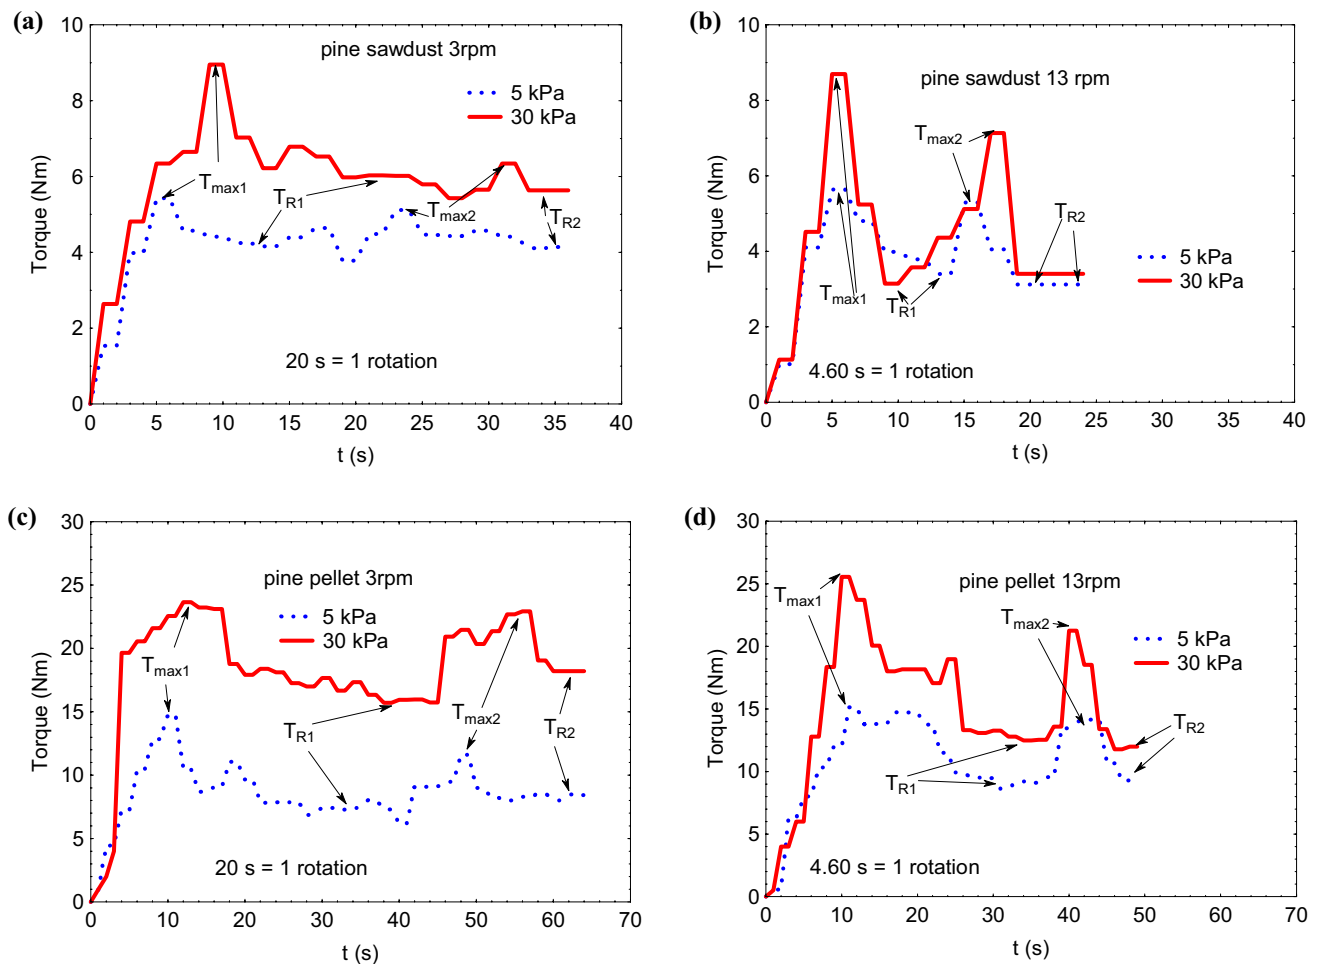 (a)
10
8
6
4
2
0
Torque (Nm)
pine sawdust 3rpm
5 kPa
30 kPa
Tmax1
TR1
Tmax2
TR2
20 s = 1 rotation
0 5 10 15 20 25 30 35 40
t (s)
(b)
10
8
6
4
2
0
Torque (Nm)
pine sawdust 13 rpm
Tmax2
TR2
5 kPa
30 kPa
Tmax1
TR1
4.60 s = 1 rotation
0 5 10 15 20 25 30 35 40
t (s)
(c)
30
25
20
15
10
5
0
Torque (Nm)
pine pellet 3rpm
5 kPa
30 kPa
Tmax1
TR1
Tmax2
TR2
20 s = 1 rotation
0 10 20 30 40 50 60 70
t (s)
(d)
30
25
20
15
10
5
0
Torque (Nm)
pine pellet 13rpm
Tmax1
Tmax2
5 kPa
30 kPa
TR2
TR1
4.60 s = 1 rotation
0 10 20 30 40 50 60 70
t (s)